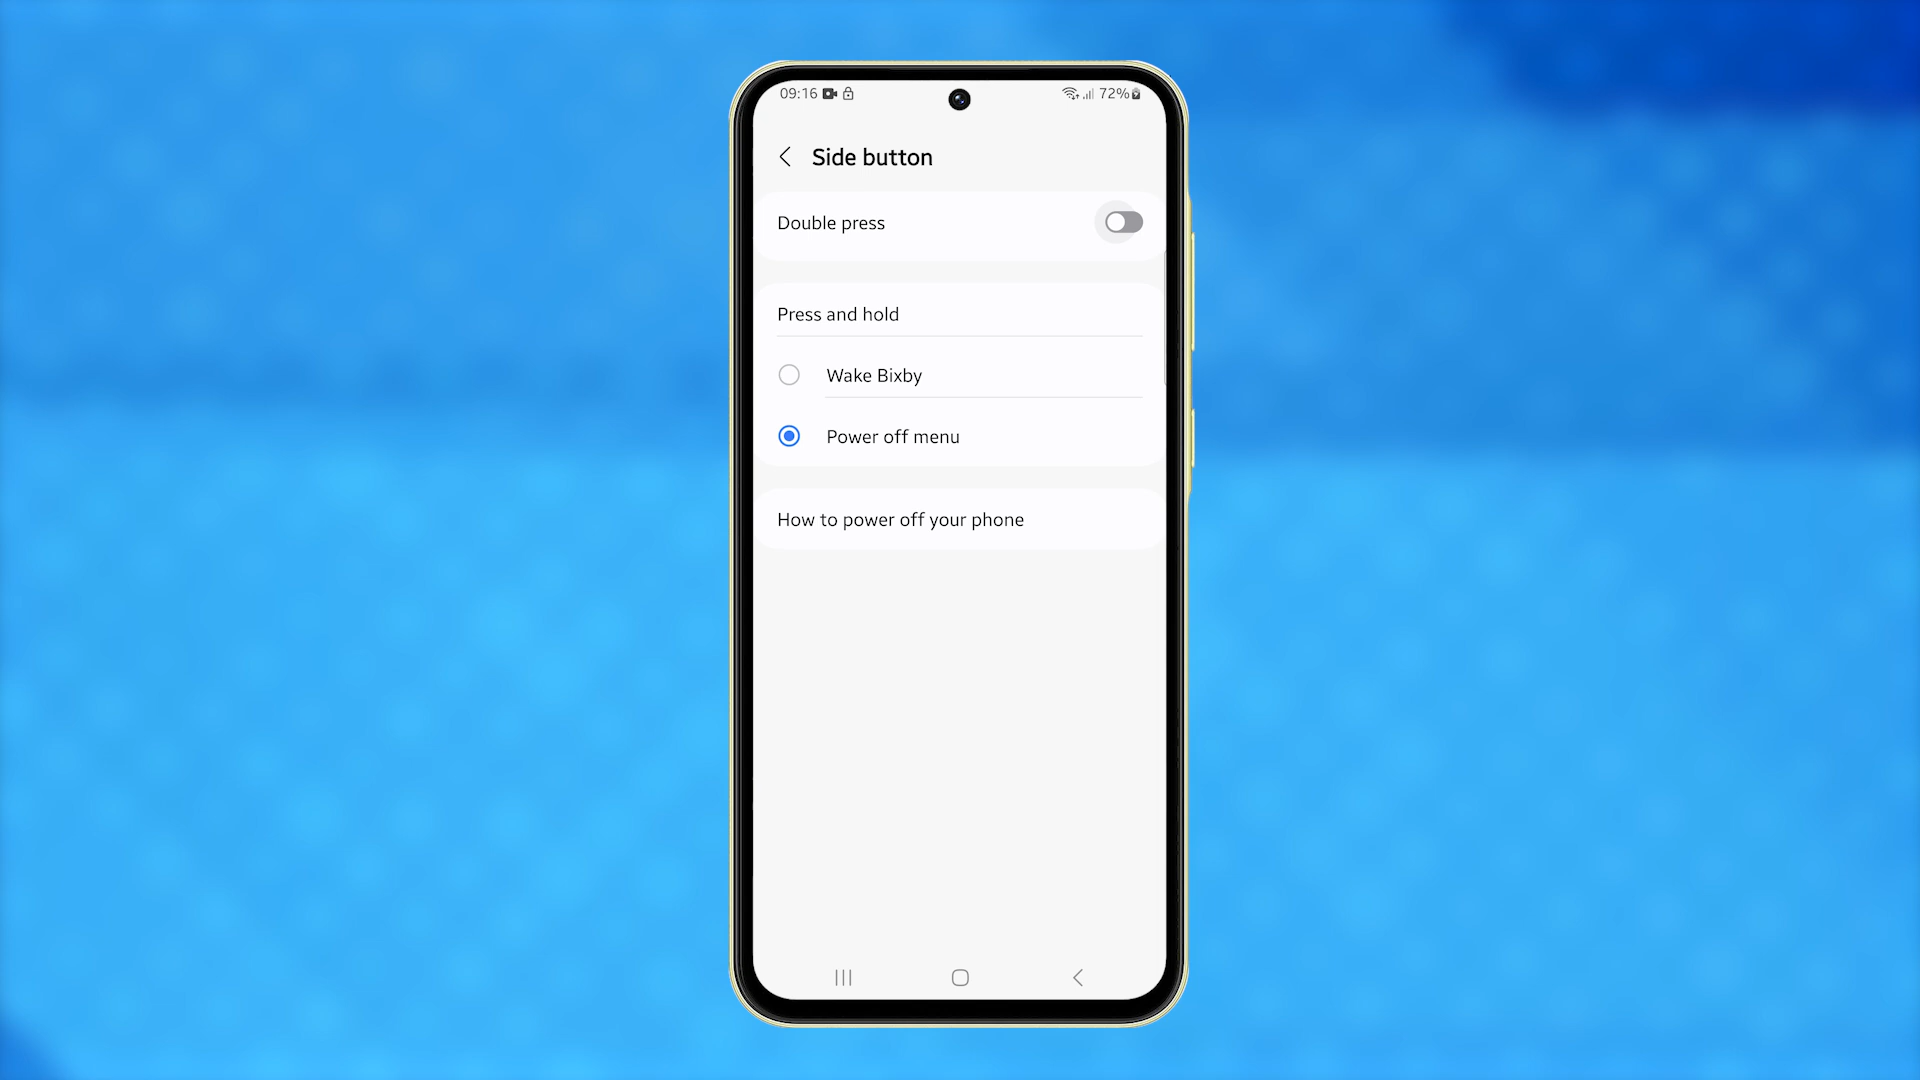 09:16 72%
Side button
Double press
Press and hold
Wake Bixby
Power off menu
How to power off your phone